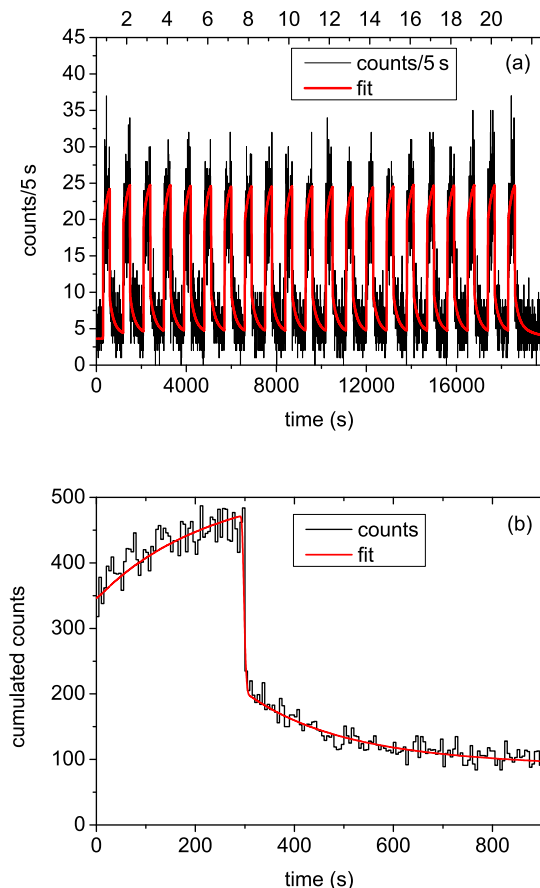 2 4 6 8 10 12 14 16 18 20
45
40
35
30
25
20
15
10
5
0
counts/5 s
counts/5 s
fit
(a)
0 4000 8000 12000 16000
time (s)
500
400
300
200
100
0
cumulated counts
counts
fit
(b)
0 200 400 600 800
time (s)